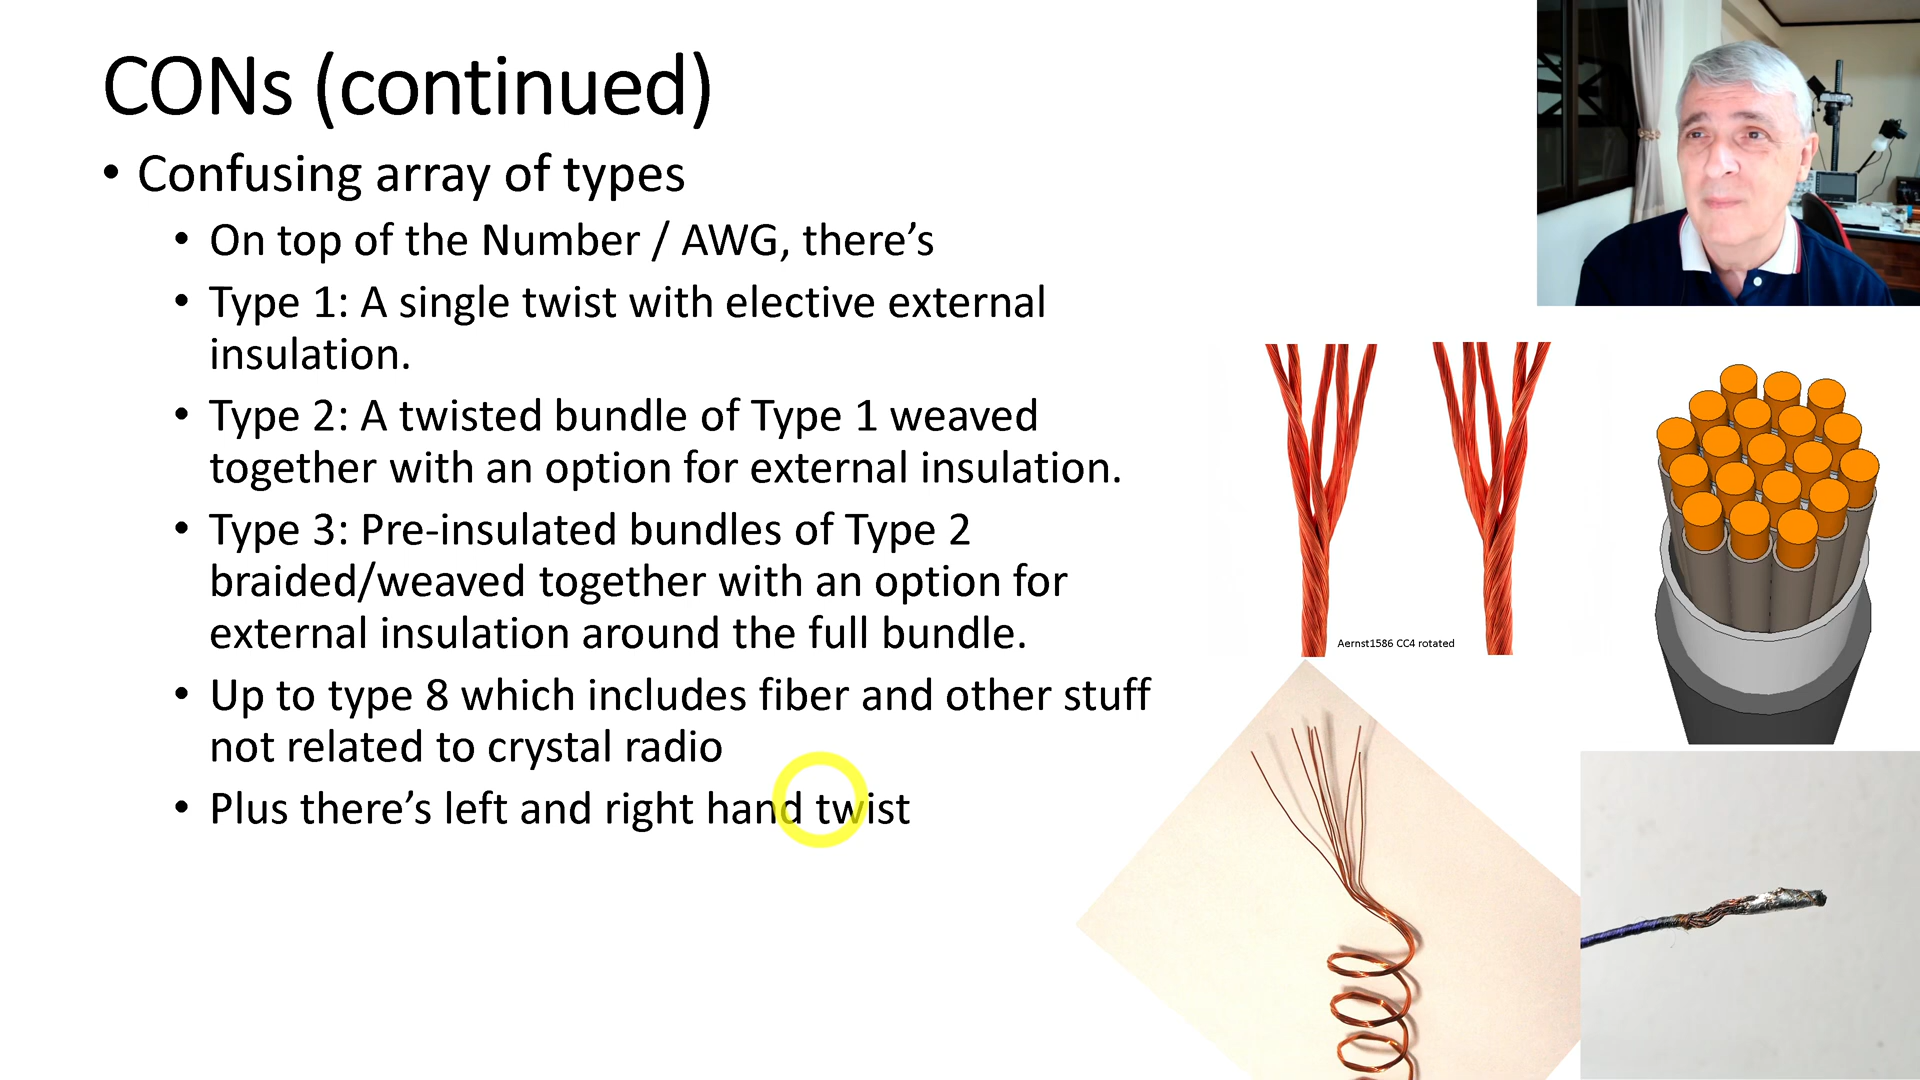 CONs (continued)
• Confusing array of types
• On top of the Number / AWG, there’s
• Type 1: A single twist with elective external
insulation.
• Type 2: A twisted bundle of Type 1 weaved
together with an option for external insulation.
• Type 3: Pre-insulated bundles of Type 2
braided/weaved together with an option for
external insulation around the full bundle.
• Up to type 8 which includes fiber and other stuff
not related to crystal radio
• Plus there’s left and right hand twist
Aernst1586 CC4 rotated